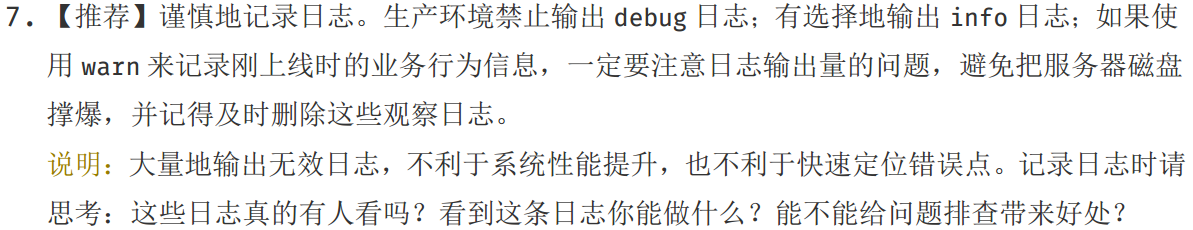 7. 【推荐】谨慎地记录日志。生产环境禁止输出 debug 日志；有选择地输出 info 日志；如果使
用 warn 来记录刚上线时的业务行为信息，一定要注意日志输出量的问题，避免把服务器磁盘
撑爆，并记得及时删除这些观察日志。
说明：大量地输出无效日志，不利于系统性能提升，也不利于快速定位错误点。记录日志时请
思考：这些日志真的有人看吗？看到这条日志你能做什么？能不能给问题排查带来好处？